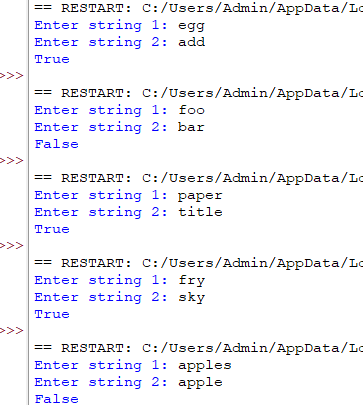 == RESTART: C:/Users/Admin/AppData/Lo
Enter string 1: egg
Enter string 2: add
True
>>>
== RESTART: C:/Users/Admin/AppData/Lo
Enter string 1: foo
Enter string 2: bar
False
>>>
== RESTART: C:/Users/Admin/AppData/Lo
Enter string 1: paper
Enter string 2: title
True
>>>
== RESTART: C:/Users/Admin/AppData/Lo
Enter string 1: fry
Enter string 2: sky
True
>>>
== RESTART: C:/Users/Admin/AppData/Lo
Enter string 1: apples
Enter string 2: apple
False